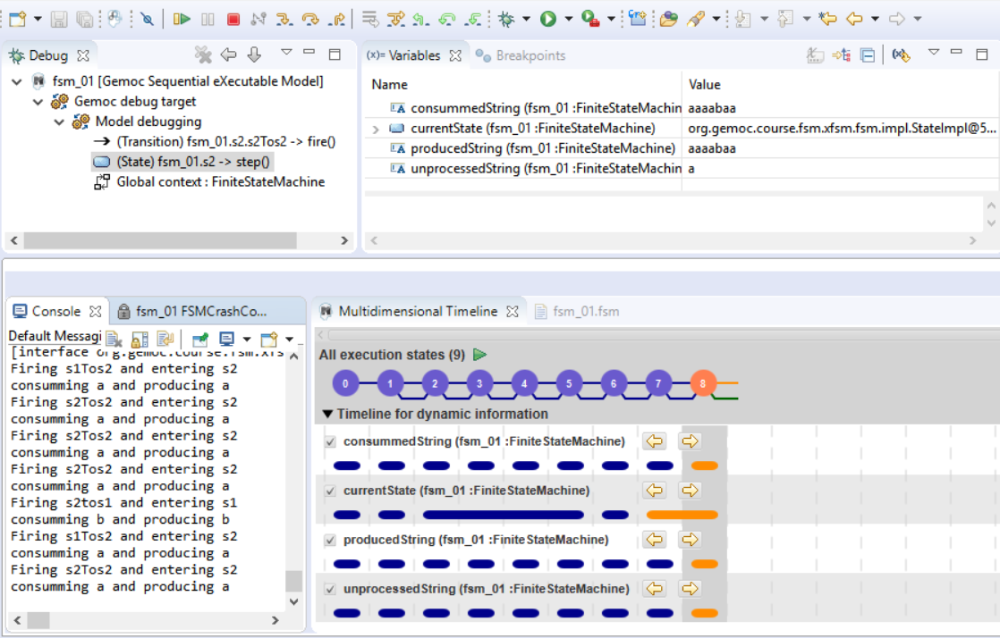 Debug
fsm_01 [Gemoc Sequential eXecutable Model]
Gemoc debug target
Model debugging
(Transition) fsm_01.s2.s2Tos2 -> fire()
(State) fsm_01.s2 -> step()
Global context : FiniteStateMachine
(x)= Variables Breakpoints
Name Value
consummedString (fsm_01 :FiniteStateMachin aaaabaa
currentState (fsm_01 :FiniteStateMachine) org.gemoc.course.fsm.xfsm.fsm.impl.StateImpl@5...
producedString (fsm_01 :FiniteStateMachine) aaaabaa
unprocessedString (fsm_01 :FiniteStateMachin a
Console fsm_01 FSMCrashCo...
Default Messagi
[interface org.gemoc.course.fsm.xfs
Firing s1Tos2 and entering s2
consumming a and producing a
Firing s2Tos2 and entering s2
consumming a and producing a
Firing s2Tos2 and entering s2
consumming a and producing a
Firing s2Tos2 and entering s2
consumming a and producing a
Firing s2tos1 and entering s1
consumming b and producing b
Firing s1Tos2 and entering s2
consumming a and producing a
Firing s2Tos2 and entering s2
consumming a and producing a
Multidimensional Timeline fsm_01.fsm
All execution states (9)
0 1 2 3 4 5 6 7 8
Timeline for dynamic information
consummedString (fsm_01 :FiniteStateMachine)
currentState (fsm_01 :FiniteStateMachine)
producedString (fsm_01 :FiniteStateMachine)
unprocessedString (fsm_01 :FiniteStateMachine)